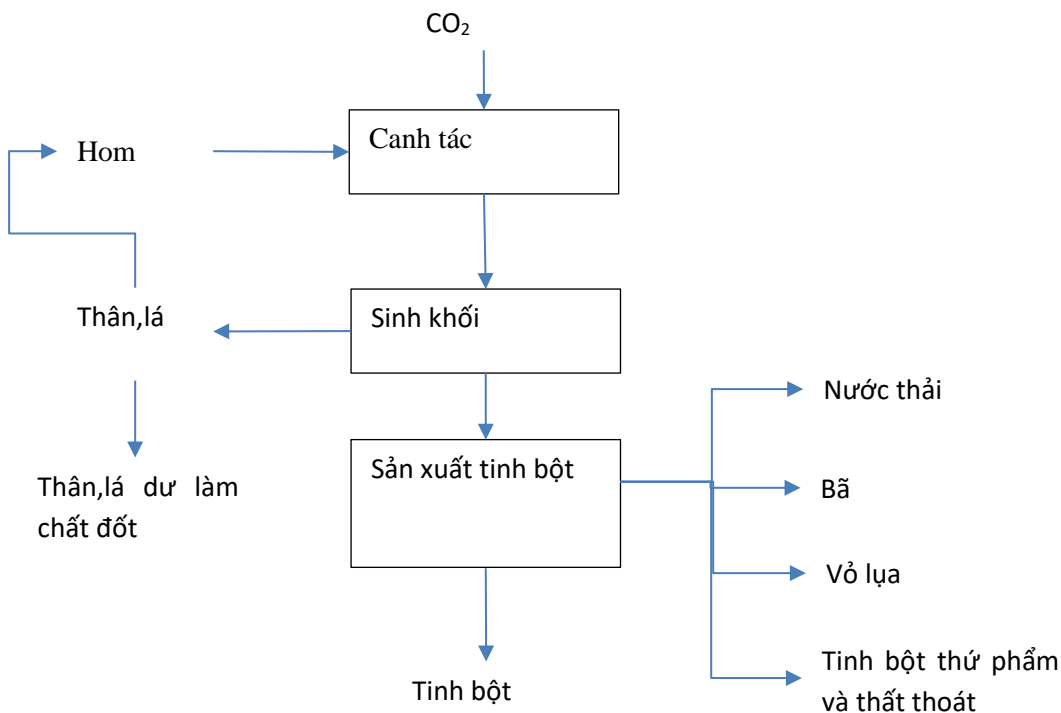 CO₂
Hom
Canh tác
Thân,lá
Sinh khối
Thân,lá dư làm
chất đốt
Sản xuất tinh bột
Nước thải
Bã
Vỏ lụa
Tinh bột thứ phẩm
và thất thoát
Tinh bột